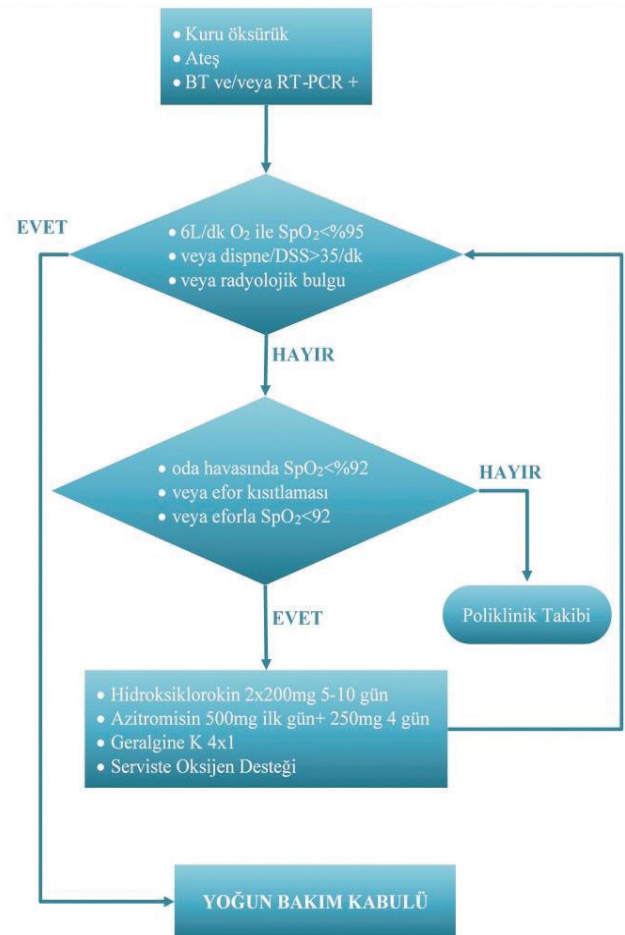 • Kuru öksürük
• Ateş
• BT ve/veya RT-PCR +
EVET
• 6L/dk O₂ ile SpO₂<%95
• veya dispne/DSS>35/dk
• veya radyolojik bulgu
HAYIR
• oda havasında SpO₂<%92
• veya efor kısıtlaması
• veya eforla SpO₂<92
HAYIR
Poliklinik Takibi
EVET
• Hidroksiklorokin 2x200mg 5-10 gün
• Azitromisin 500mg ilk gün+ 250mg 4 gün
• Geralgine K 4x1
• Serviste Oksijen Desteği
YOĞUN BAKIM KABULÜ